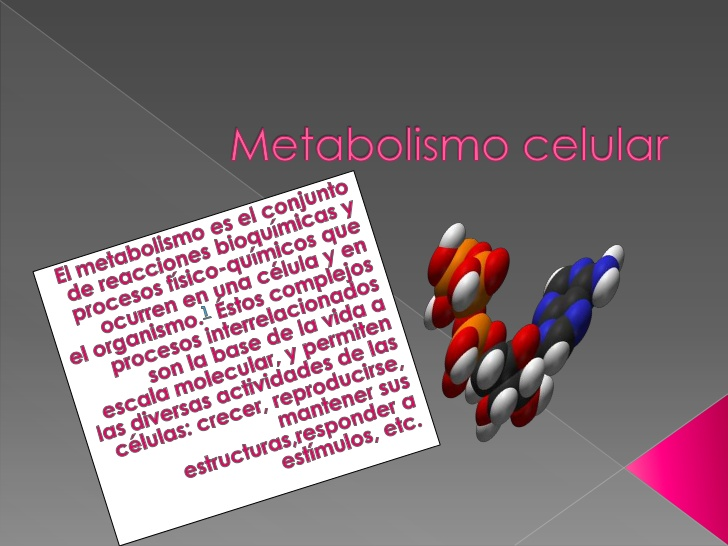 Metabolismo celular
El metabolismo es el conjunto
de reacciones bioquímicas y
procesos físico-químicos que
ocurren en una célula y en
el organismo.1 Éstos complejos
procesos interrelacionados
son la base de la vida a
escala molecular, y permiten
las diversas actividades de las
células: crecer, reproducirse,
mantener sus
estructuras,responder a
estímulos, etc.